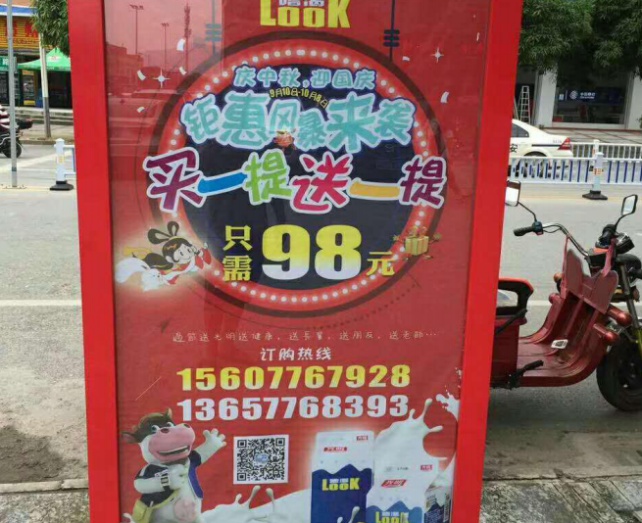 LOOK
庆中秋,迎国庆
9月10日-10月8日
钜惠风暴来袭
买一提送一提
只需98元
订购热线
15607767928
13657768393
LOOK
LOOK